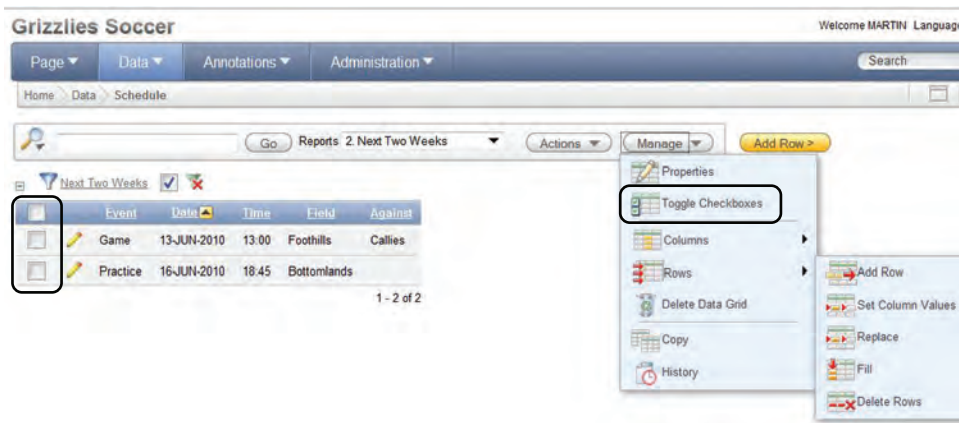 Grizzlies Soccer
Welcome MARTIN Language
Page Data Annotations Administration
Search
Home Data Schedule
Go Reports 2. Next Two Weeks Actions Manage Add Row >
Next Two Weeks
Event Date Time Field Against
Game 13-JUN-2010 13:00 Foothills Callies
Practice 16-JUN-2010 18:45 Bottomlands
1 - 2 of 2
Properties
Toggle Checkboxes
Columns
Rows
Delete Data Grid
Copy
History
Add Row
Set Column Values
Replace
Fill
Delete Rows